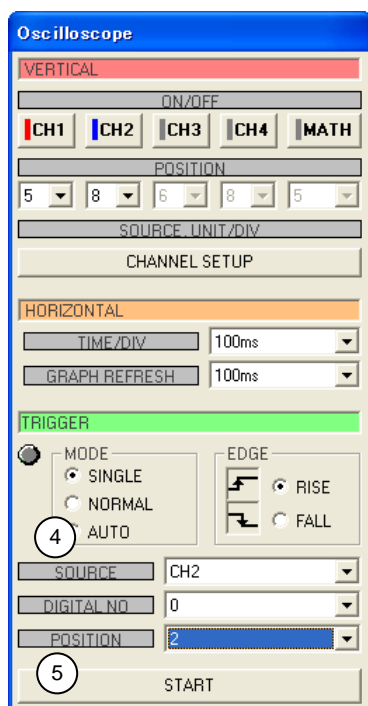 Oscilloscope
VERTICAL
ON/OFF
CH1 CH2 CH3 CH4 MATH
POSITION
5 8 6 8 5
SOURCE. UNIT/DIV
CHANNEL SETUP
HORIZONTAL
TIME/DIV 100ms
GRAPH REFRESH 100ms
TRIGGER
MODE EDGE
SINGLE RISE
NORMAL FALL
4 AUTO
SOURCE CH2
DIGITAL NO 0
POSITION 2
5
START